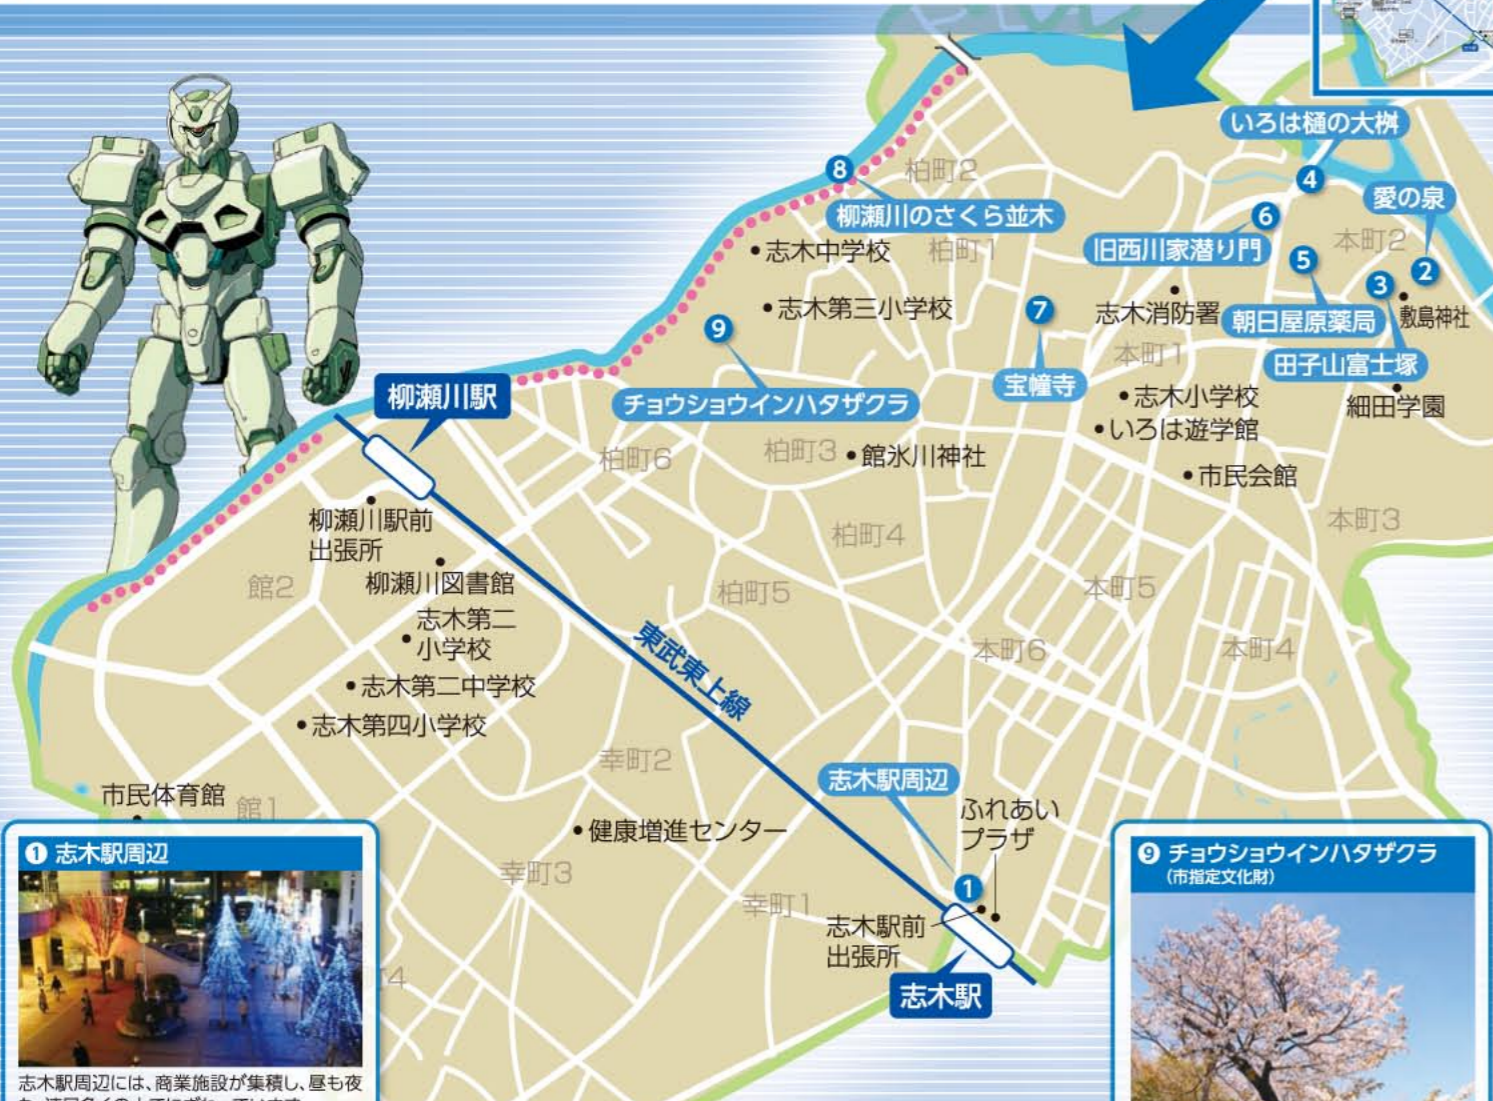 いろは樋の大桝
4
愛の泉
8
柏町2
柳瀬川のさくら並木
6
旧西川家潜り門
本町2
5
2
3
志木中学校
柏町1
志木第三小学校
7
志木消防署
朝日屋原薬局
敷島神社
9
本町1
田子山富士塚
柳瀬川駅
チョウショウインハタザクラ
宝幢寺
志木小学校
細田学園
いろは遊学館
柏町6
柏町3
館氷川神社
市民会館
柳瀬川駅前
出張所
柏町4
本町3
館2
柳瀬川図書館
柏町5
本町5
志木第二
小学校
東武東上線
本町6
本町4
志木第二中学校
志木第四小学校
幸町2
志木駅周辺
市民体育館
館1
ふれあい
プラザ
健康増進センター
幸町3
1
幸町1
志木駅前
出張所
志木駅
4
1 志木駅周辺
志木駅周辺には、商業施設が集積し、昼も夜
9 チョウショウインハタザクラ
(市指定文化財)